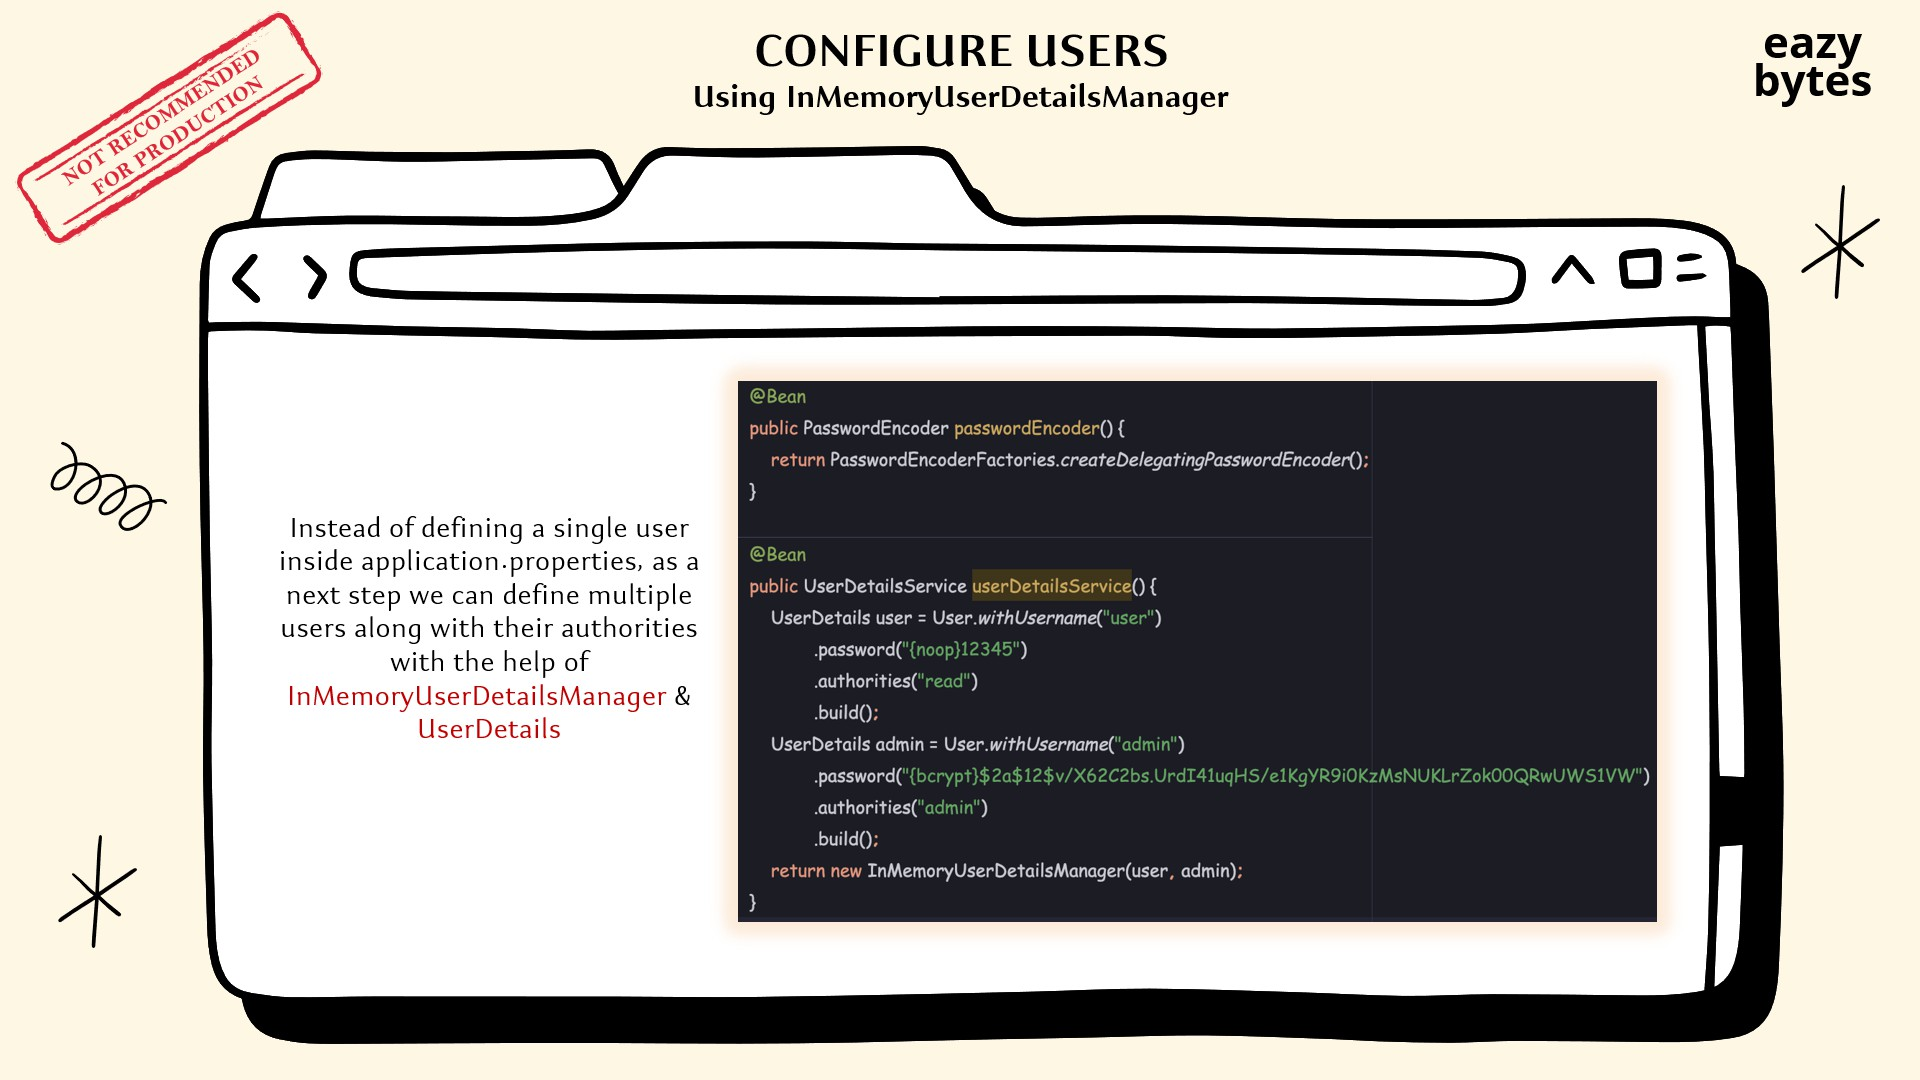 NOT RECOMMENDED
FOR PRODUCTION
CONFIGURE USERS
Using InMemoryUserDetailsManager
eazy
bytes
Instead of defining a single user
inside application.properties, as a
next step we can define multiple
users along with their authorities
with the help of
InMemoryUserDetailsManager &
UserDetails
@Bean
public PasswordEncoder passwordEncoder() {
return PasswordEncoderFactories.createDelegatingPasswordEncoder();
}
@Bean
public UserDetailsService userDetailsService() {
UserDetails user = User.withUsername("user")
.password("{noop}12345")
.authorities("read")
.build();
UserDetails admin = User.withUsername("admin")
.password("{bcrypt}$2a$12$v/X62C2bs.UrdI41uqHS/e1KgYR9i0KzMsNUKLrZok00QRwUWS1VW")
.authorities("admin")
.build();
return new InMemoryUserDetailsManager(user, admin);
}